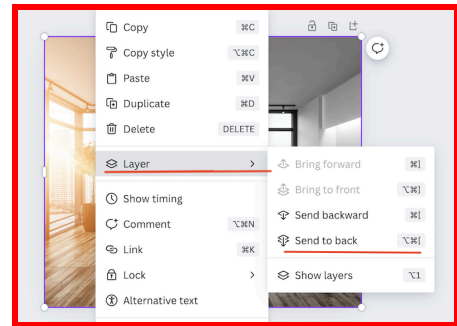 Copy ⌘C
Copy style ⌥⌘C
Paste ⌘V
Duplicate ⌘D
Delete DELETE
Layer
Show timing
Comment ⌥⌘N
Link ⌘K
Lock
Alternative text
Bring forward ⌘]
Bring to front ⌥⌘]
Send backward ⌘[
Send to back ⌥⌘[
Show layers ⌥1